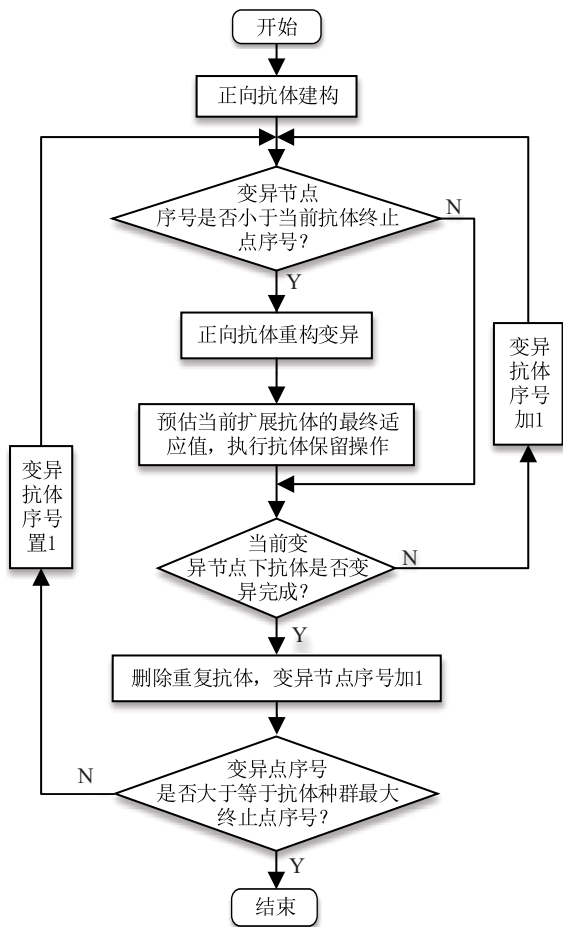 开始
正向抗体建构
变异节点
序号是否小于当前抗体终止
点序号？
N
Y
正向抗体重构变异
变异
抗体
序号
加1
预估当前扩展抗体的最终适
应值，执行抗体保留操作
变异
抗体
序号
置1
当前变
异节点下抗体是否变
异完成？
N
Y
删除重复抗体，变异节点序号加1
变异点序号
是否大于等于抗体种群最大
终止点序号？
N
Y
结束